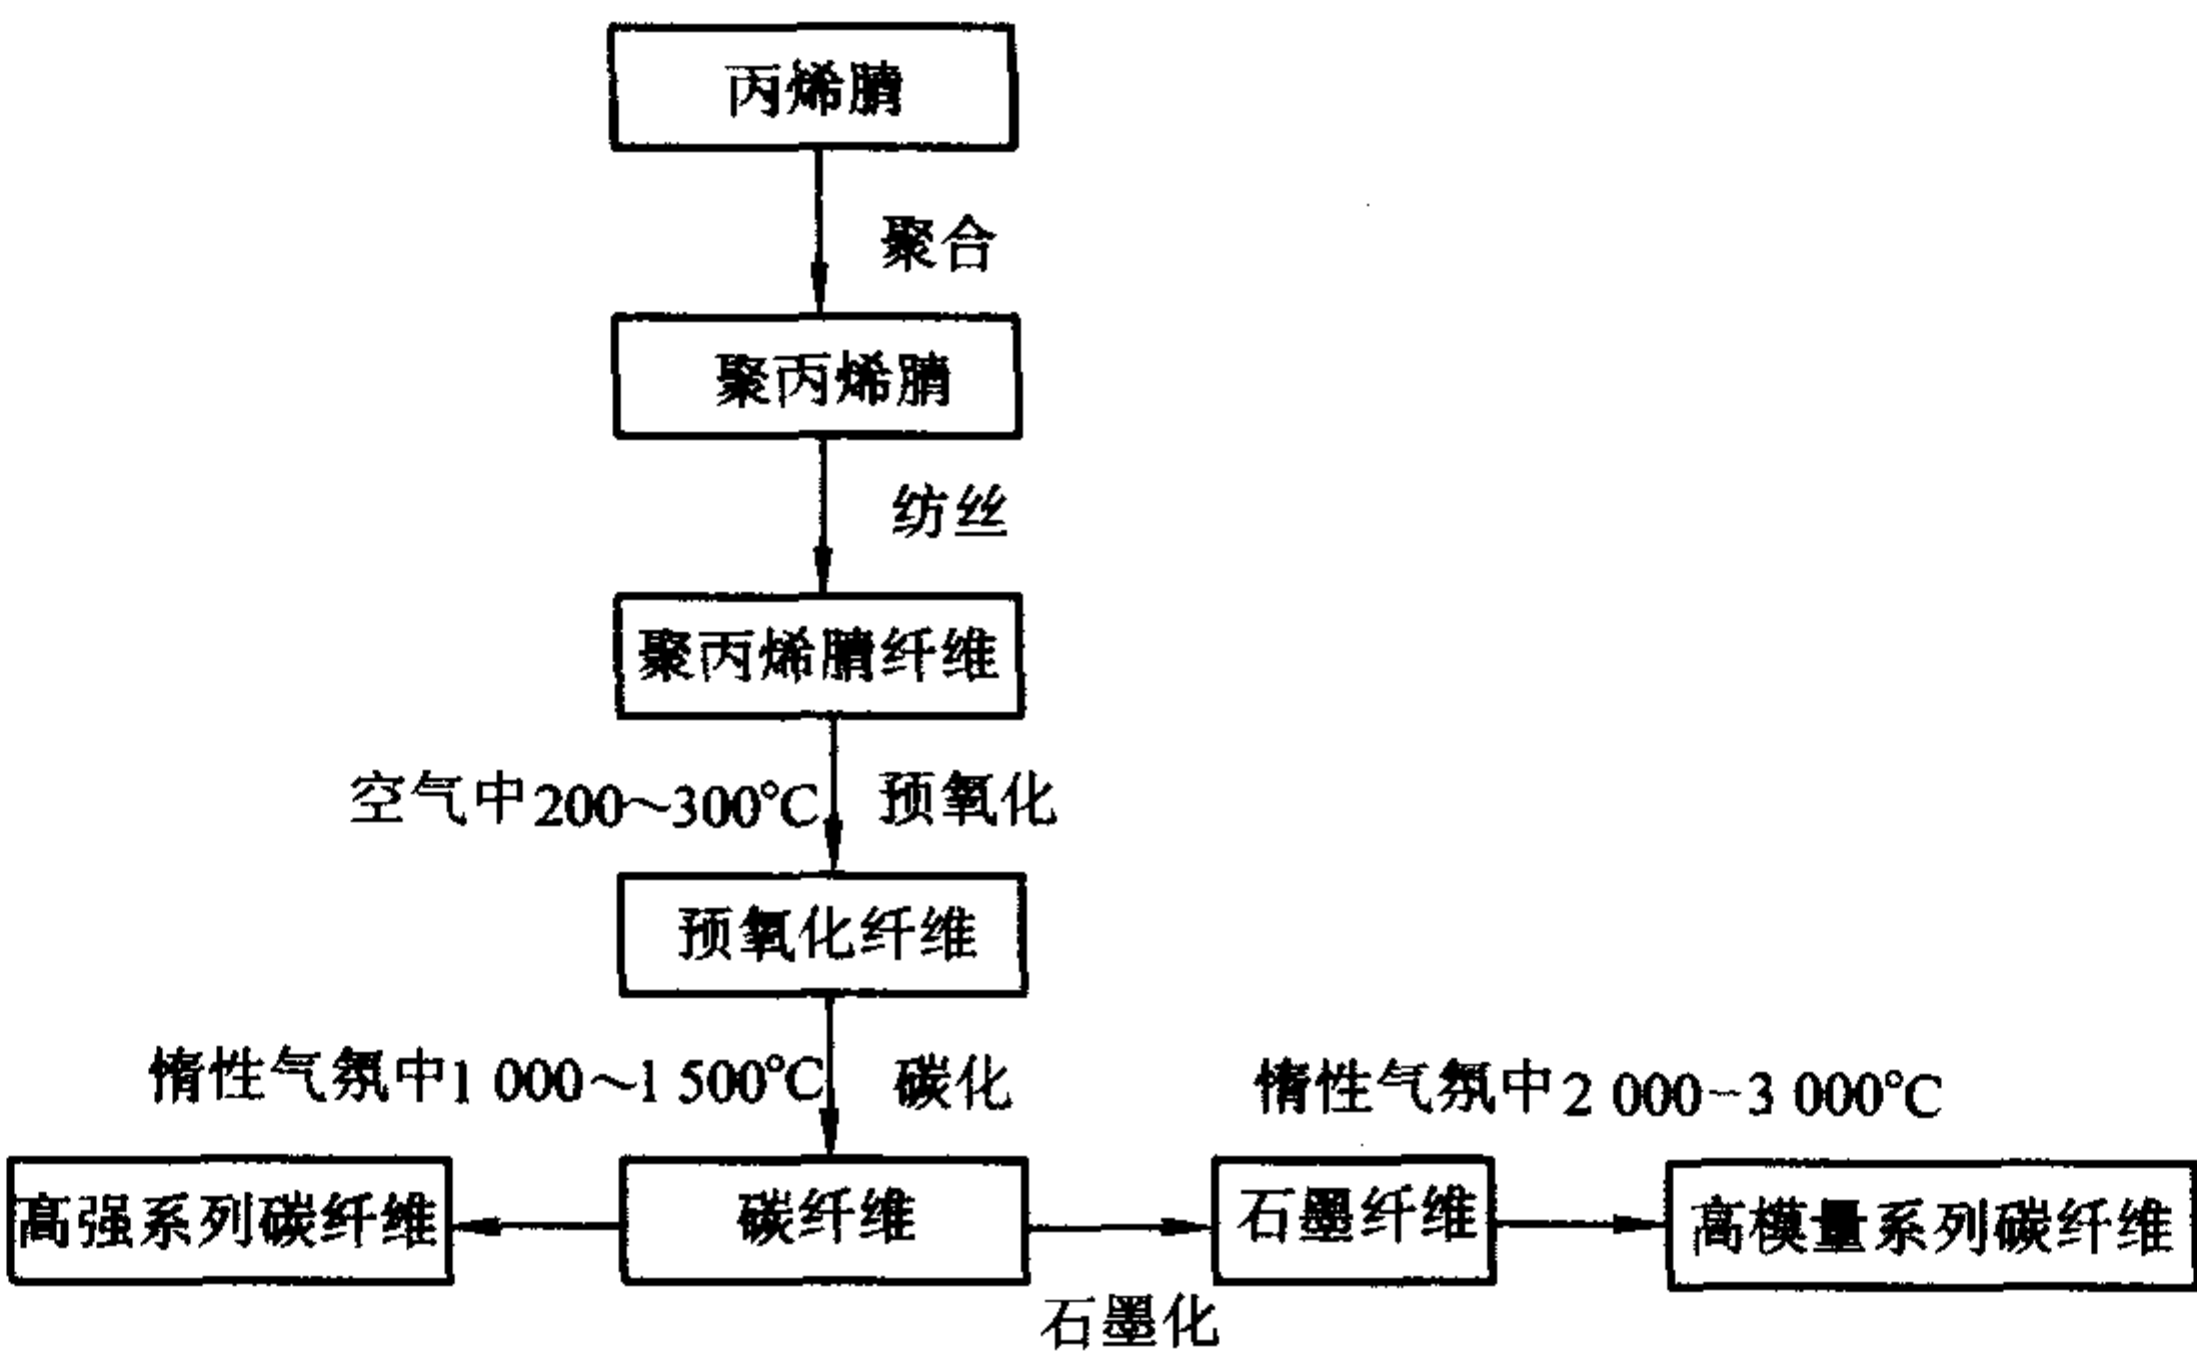 丙烯腈
聚合
聚丙烯腈
纺丝
聚丙烯腈纤维
空气中200～300℃ 预氧化
预氧化纤维
惰性气氛中1 000～1 500℃ 碳化
惰性气氛中2 000-3 000℃
高强系列碳纤维
碳纤维
石墨纤维
高模量系列碳纤维
石墨化